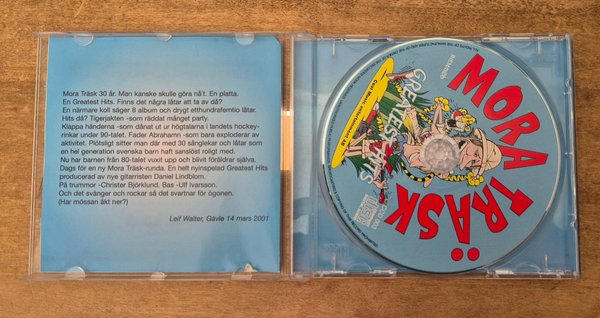 Mora Träsk 30 år. Man kanske skulle göra nå't. En platta.
En Greatest Hits. Finns det några låtar att ta av då?
En närmare koll säger 8 album och drygt etthundrafemtio låtar.
Hits då? Tigerjakten -som räddat månget party.
Klappa händerna -som dånat ut ur högtalarna i landets hockey-
rinkar under 90-talet. Fader Abrahamn -som bara exploderar av
aktivitet. Plötsligt sitter man där med 30 sånglekar och låtar som
en hel generation svenska barn haft sanslöst roligt med.
Nu har barnen från 80-talet vuxit upp och blivit föräldrar själva.
Dags för en ny Mora Träsk-runda. En helt nyinspelad Greatest Hits
producerad av nye gitarristen Daniel Lindblom.
På trummor -Christer Björklund. Bas -Ulf Ivarsson.
Och det svänger och rockar så det svartnar för ögonen.
(Har mössan åkt ner?)
Leif Walter, Gävle 14 mars 2001
MORA
TRÄSK
GREATEST HITS